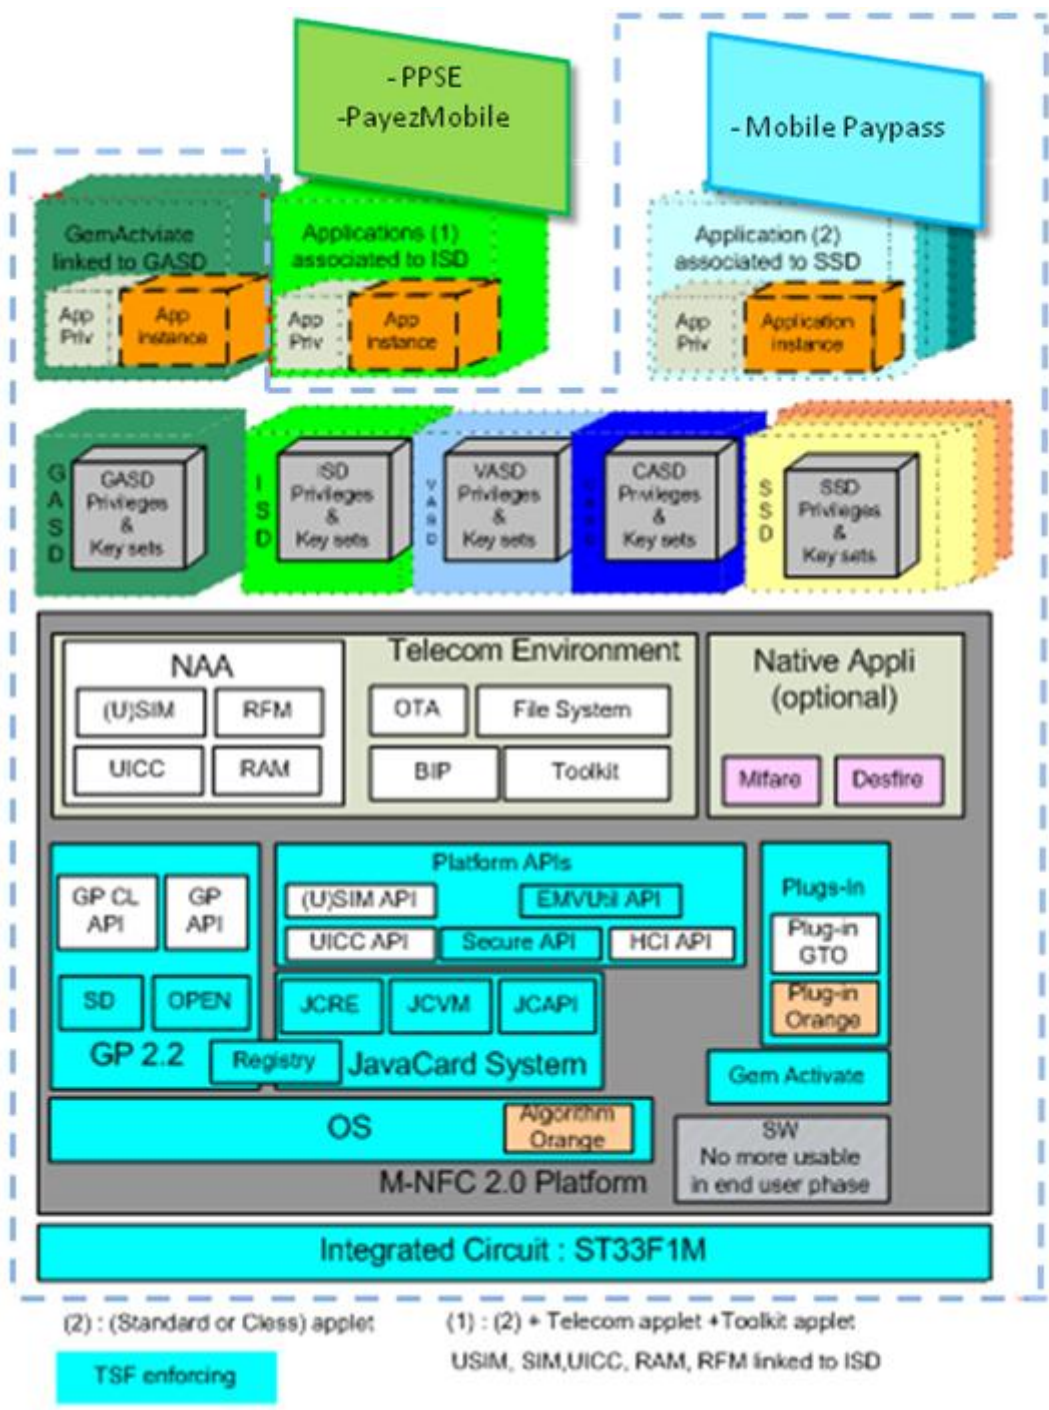 - PPSE
-PayezMobile
- Mobile Paypass
GemActviate
linked to GASD
App
Priv
App
instance
Applications (1)
associated to ISD
App
Priv
App
instance
Application (2)
associated to SSD
App
Priv
Application
instance
GASD
GASD
Privileges
&
Key sets
ISD
ISD
Privileges
&
Key sets
VASD
VASD
Privileges
&
Key sets
CASD
Privileges
&
Key sets
SSD
SSD
Privileges
&
Key sets
NAA
(U)SIM
RFM
UICC
RAM
Telecom Environment
OTA
File System
BIP
Toolkit
Native Appli
(optional)
Mifare
Desfire
GP CL
API
GP
API
SD
OPEN
GP 2.2
Registry
Platform APIs
(U)SIM API
EMVUtil API
UICC API
Secure API
HCI API
JCRE
JCVM
JCAPI
JavaCard System
Plugs-In
Plug-in
GTO
Plug-in
Orange
Gem Activate
OS
Algorithm
Orange
SW
No more usable
in end user phase
M-NFC 2.0 Platform
Integrated Circuit : ST33F1M
(2) : (Standard or Cless) applet
(1) : (2) + Telecom applet +Toolkit applet
USIM, SIM,UICC, RAM, RFM linked to ISD
TSF enforcing